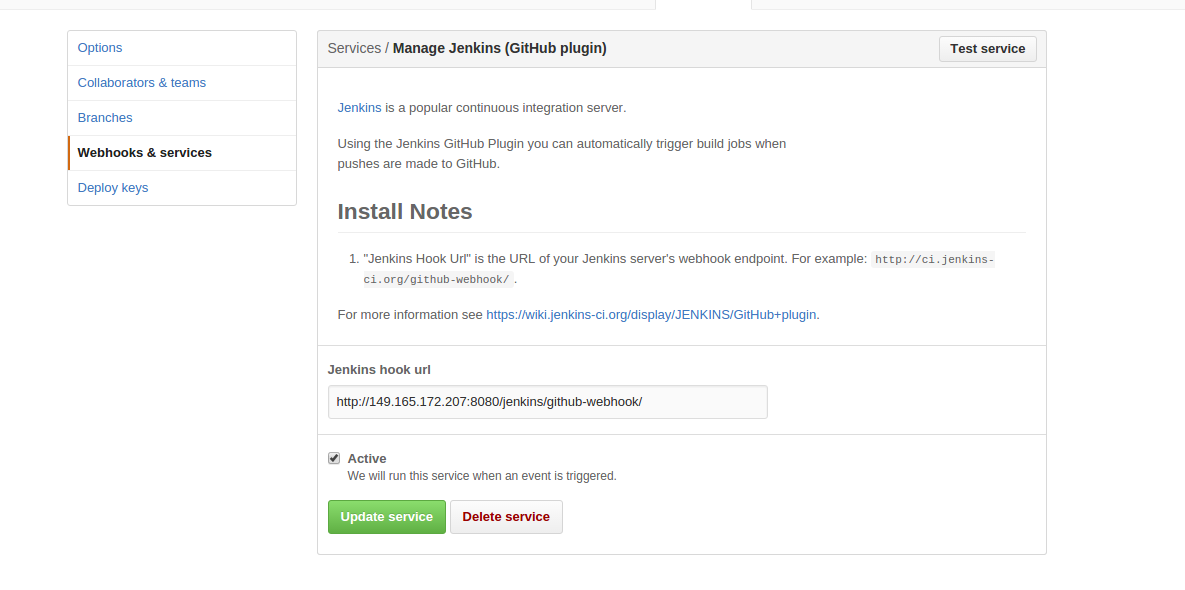 Options
Collaborators & teams
Branches
Webhooks & services
Deploy keys
Services / Manage Jenkins (GitHub plugin)
Test service
Jenkins is a popular continuous integration server.
Using the Jenkins GitHub Plugin you can automatically trigger build jobs when
pushes are made to GitHub.
Install Notes
1. "Jenkins Hook Url" is the URL of your Jenkins server's webhook endpoint. For example: http://ci.jenkins-
ci.org/github-webhook/ .
For more information see https://wiki.jenkins-ci.org/display/JENKINS/GitHub+plugin.
Jenkins hook url
http://149.165.172.207:8080/jenkins/github-webhook/
Active
We will run this service when an event is triggered.
Update service
Delete service